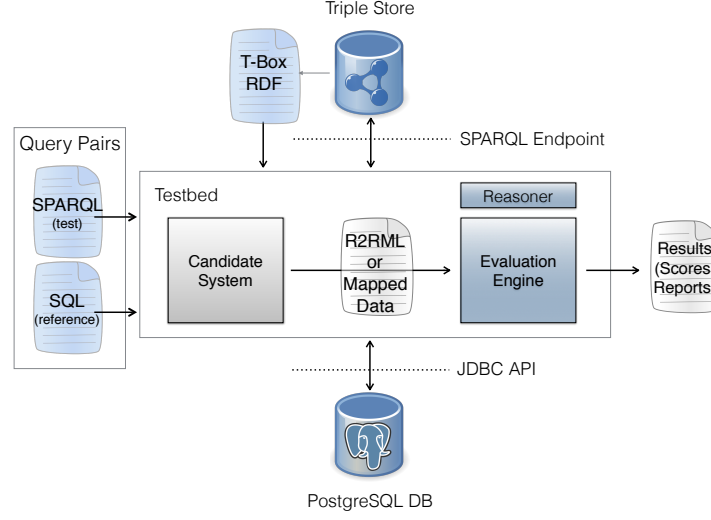 Triple Store
T-Box
RDF
SPARQL Endpoint
Query Pairs
SPARQL
(test)
SQL
(reference)
Testbed
Candidate
System
R2RML
or
Mapped
Data
Reasoner
Evaluation
Engine
Results
(Scores
Reports
JDBC API
PostgreSQL DB